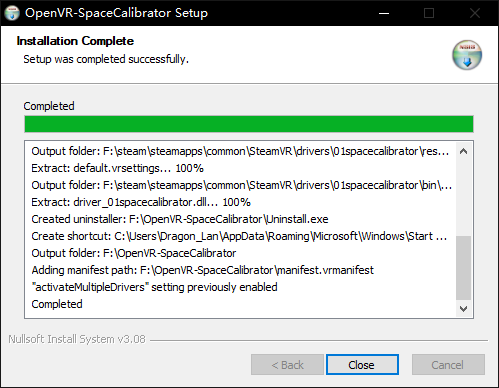 OpenVR-SpaceCalibrator Setup
Installation Complete
Setup was completed successfully.
Completed
Output folder: F:\steam\steamapps\common\SteamVR\drivers\01spacecalibrator\res...
Extract: default.vrsettings... 100%
Output folder: F:\steam\steamapps\common\SteamVR\drivers\01spacecalibrator\bin\...
Extract: driver_01spacecalibrator.dll... 100%
Created uninstaller: F:\OpenVR-SpaceCalibrator\Uninstall.exe
Create shortcut: C:\Users\Dragon_Lan\AppData\Roaming\Microsoft\Windows\Start ...
Output folder: F:\OpenVR-SpaceCalibrator
Adding manifest path: F:\OpenVR-SpaceCalibrator\manifest.vrmanifest
"activateMultipleDrivers" setting previously enabled
Completed
Nullsoft Install System v3.08
< Back
Close
Cancel